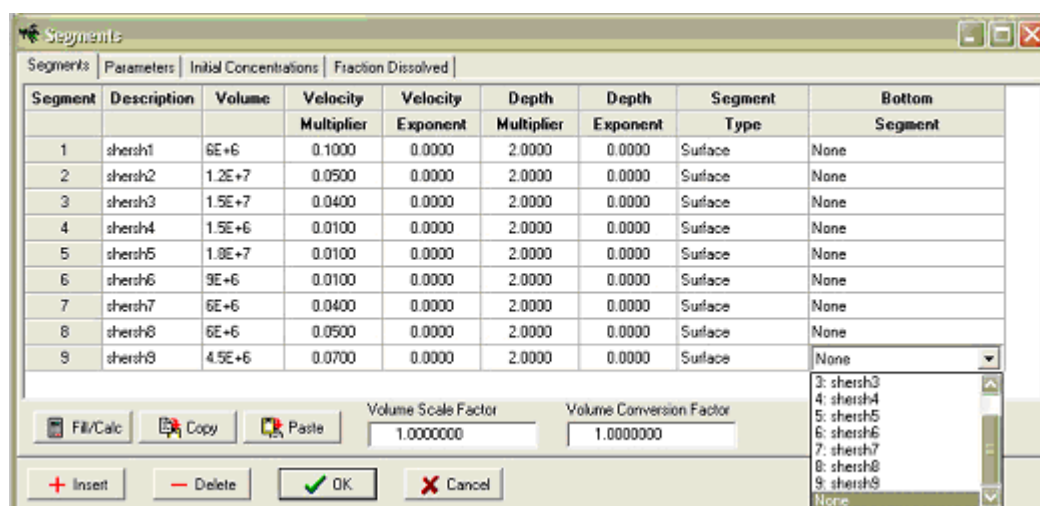 Segments
Segments Parameters Initial Concentrations Fraction Dissolved
Segment Description Volume Velocity Velocity Depth Depth Segment Bottom
Multiplier Exponent Multiplier Exponent Type Segment
1 shersh1 6E+6 0.1000 0.0000 2.0000 0.0000 Surface None
2 shersh2 1.2E+7 0.0500 0.0000 2.0000 0.0000 Surface None
3 shersh3 1.5E+7 0.0400 0.0000 2.0000 0.0000 Surface None
4 shersh4 1.5E+6 0.0100 0.0000 2.0000 0.0000 Surface None
5 shersh5 1.8E+7 0.0100 0.0000 2.0000 0.0000 Surface None
6 shersh6 9E+6 0.0100 0.0000 2.0000 0.0000 Surface None
7 shersh7 6E+6 0.0400 0.0000 2.0000 0.0000 Surface None
8 shersh8 6E+6 0.0500 0.0000 2.0000 0.0000 Surface None
9 shersh9 4.5E+6 0.0700 0.0000 2.0000 0.0000 Surface None
3: shersh3
4: shersh4
5: shersh5
6: shersh6
7: shersh7
8: shersh8
9: shersh9
None
Volume Scale Factor Volume Conversion Factor
Fill/Calc Copy Paste 1.0000000 1.0000000
Insert Delete OK Cancel